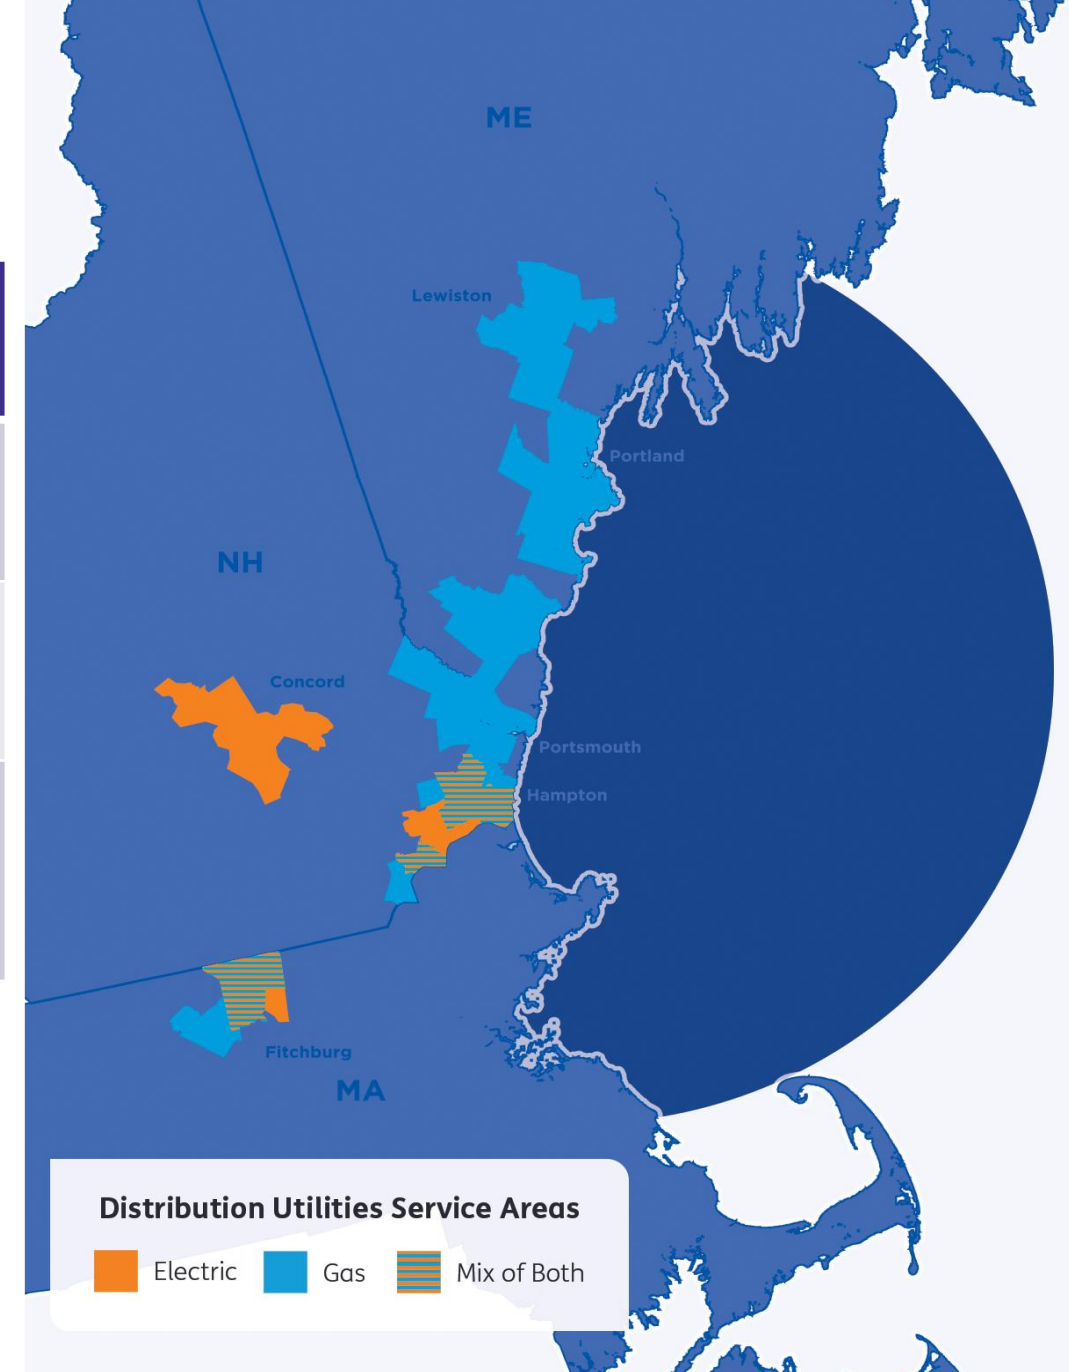 ME
Lewiston
Portland
NH
Concord
Portsmouth
Hampton
Fitchburg
MA
Distribution Utilities Service Areas
Electric
Gas
Mix of Both